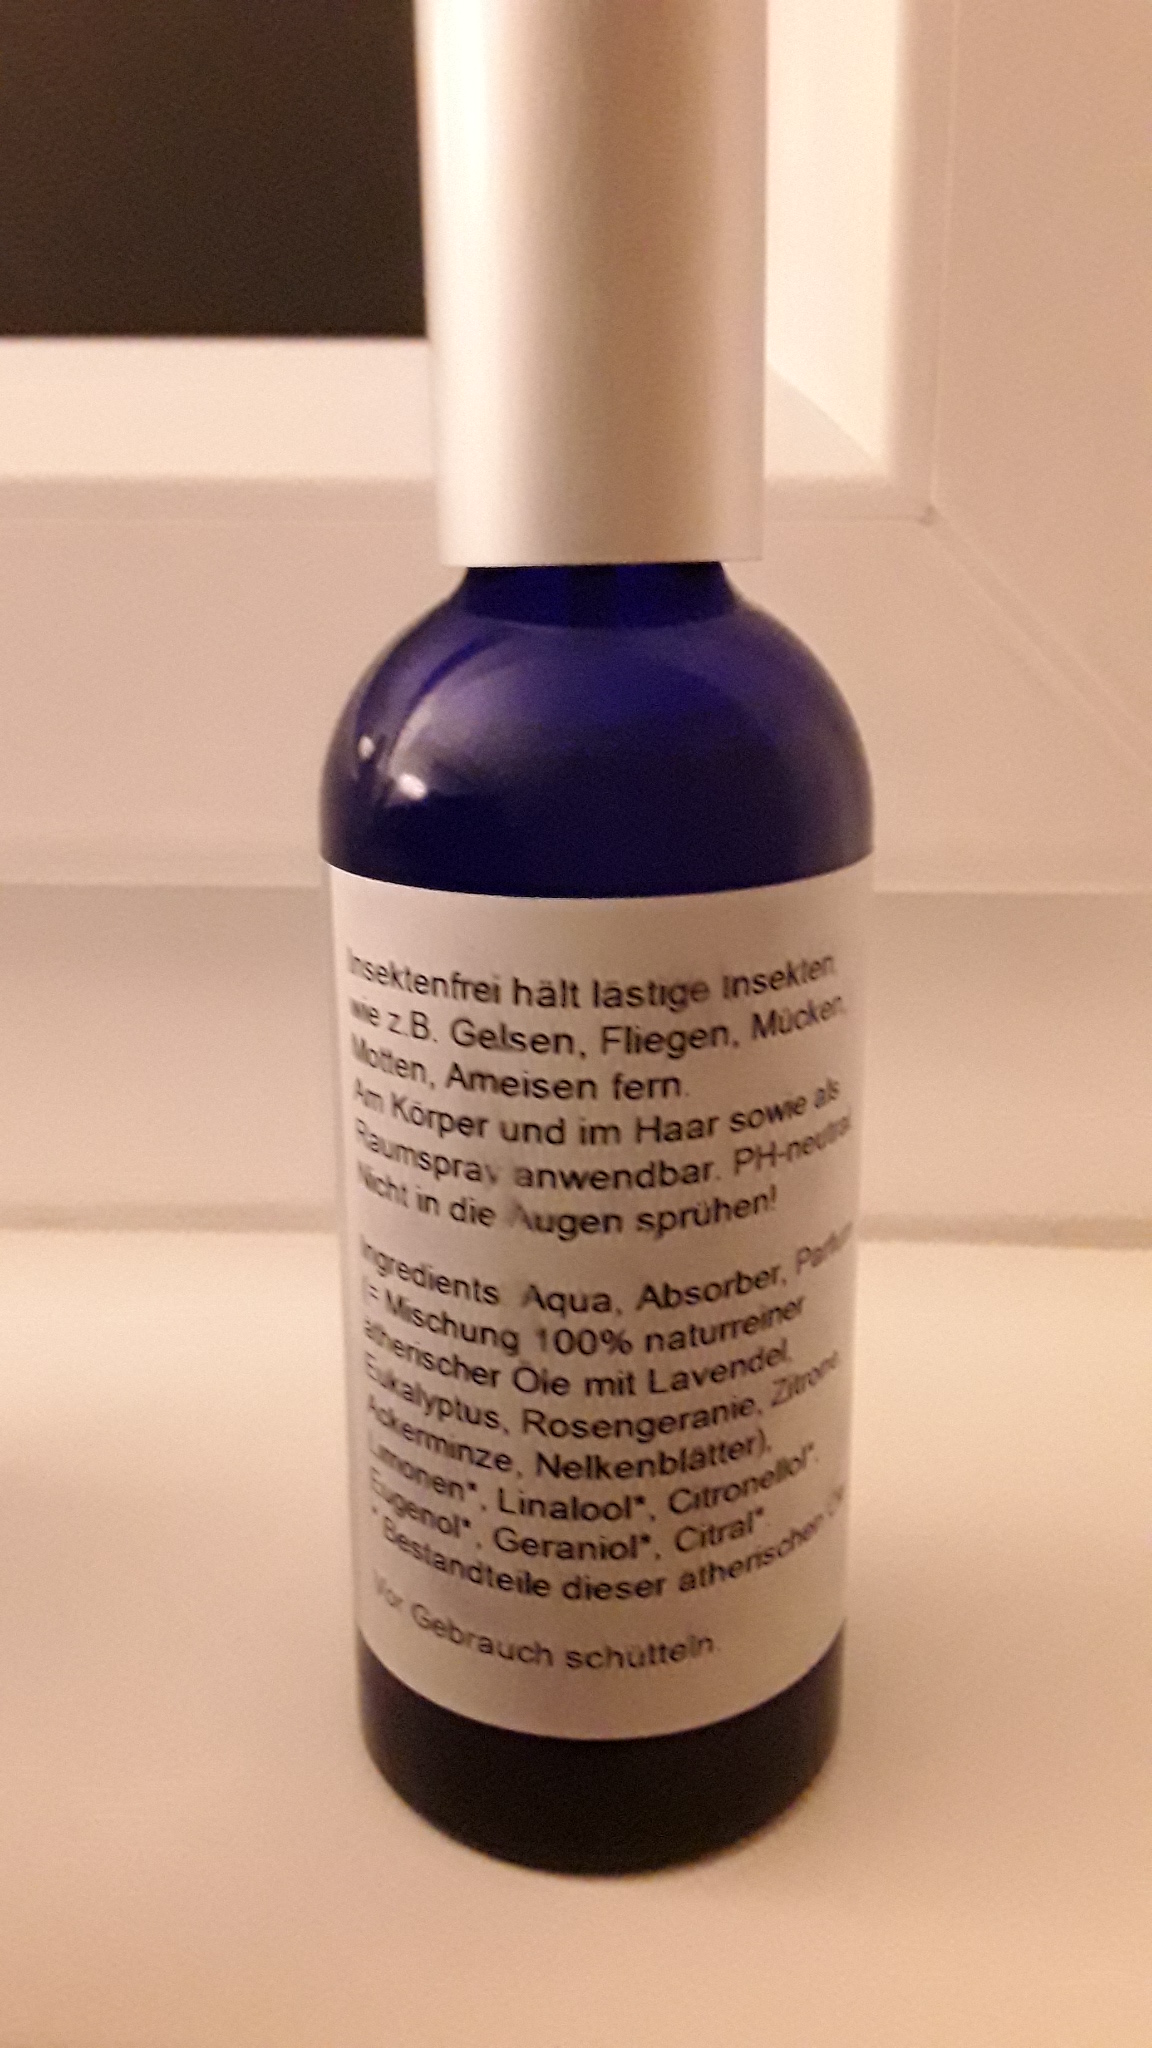 Insektenfrei hält lästige Insekten
wie z.B. Gelsen, Fliegen, Mücken,
Motten, Ameisen fern.
Am Körper und im Haar sowie als
Raumspray anwendbar. PH-neutral.
Nicht in die Augen sprühen!
Ingredients: Aqua, Absorber, Parfum
(= Mischung 100% naturreiner
ätherischer Öle mit Lavendel,
Eukalyptus, Rosengeranie, Zitrone,
Ackerminze, Nelkenblätter),
Limonen*, Linalool*, Citronellol*,
Eugenol*, Geraniol*, Citral*.
* Bestandteile dieser ätherischen
Vor Gebrauch schütteln.